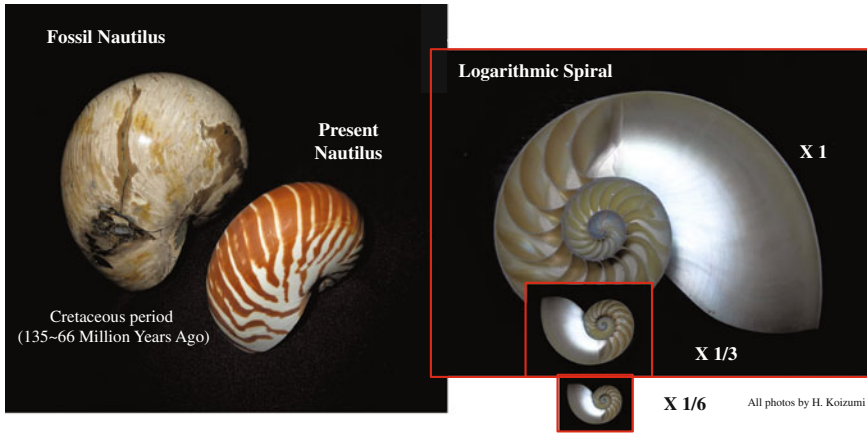 Fossil Nautilus
Present
Nautilus
Cretaceous period
(135~66 Million Years Ago)
Logarithmic Spiral
X 1
X 1/3
X 1/6
All photos by H. Koizumi